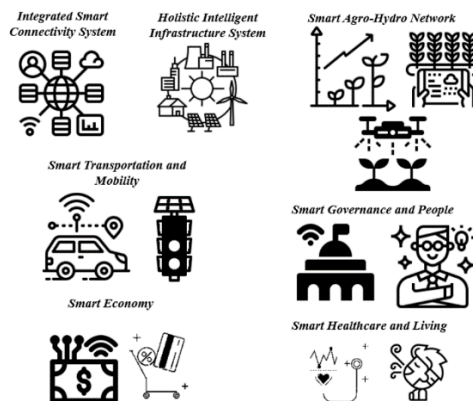 Integrated Smart
Connectivity System
Holistic Intelligent
Infrastructure System
Smart Agro-Hydro Network
Smart Transportation and
Mobility
Smart Governance and People
Smart Economy
$
%
Smart Healthcare and Living